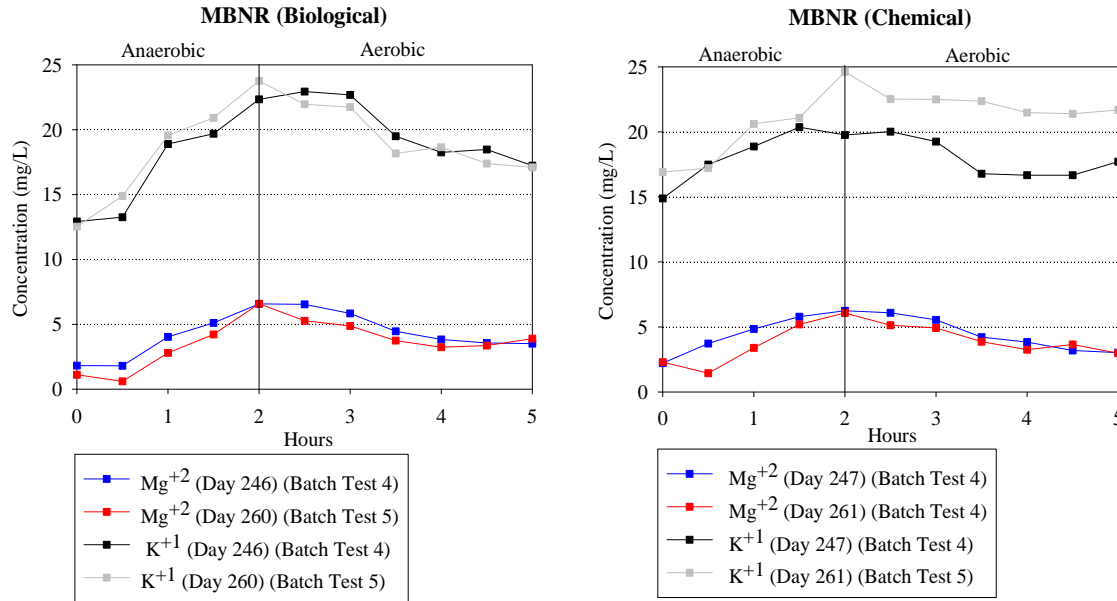 MBNR (Biological)
Anaerobic
Aerobic
25
20
15
10
5
0
Concentration (mg/L)
0 1 2 3 4 5
Hours
Mg+2 (Day 246) (Batch Test 4)
Mg+2 (Day 260) (Batch Test 5)
K+1 (Day 246) (Batch Test 4)
K+1 (Day 260) (Batch Test 5)
MBNR (Chemical)
Anaerobic
Aerobic
25
20
15
10
5
0
Concentration (mg/L)
0 1 2 3 4 5
Hours
Mg+2 (Day 247) (Batch Test 4)
Mg+2 (Day 261) (Batch Test 4)
K+1 (Day 247) (Batch Test 4)
K+1 (Day 261) (Batch Test 5)